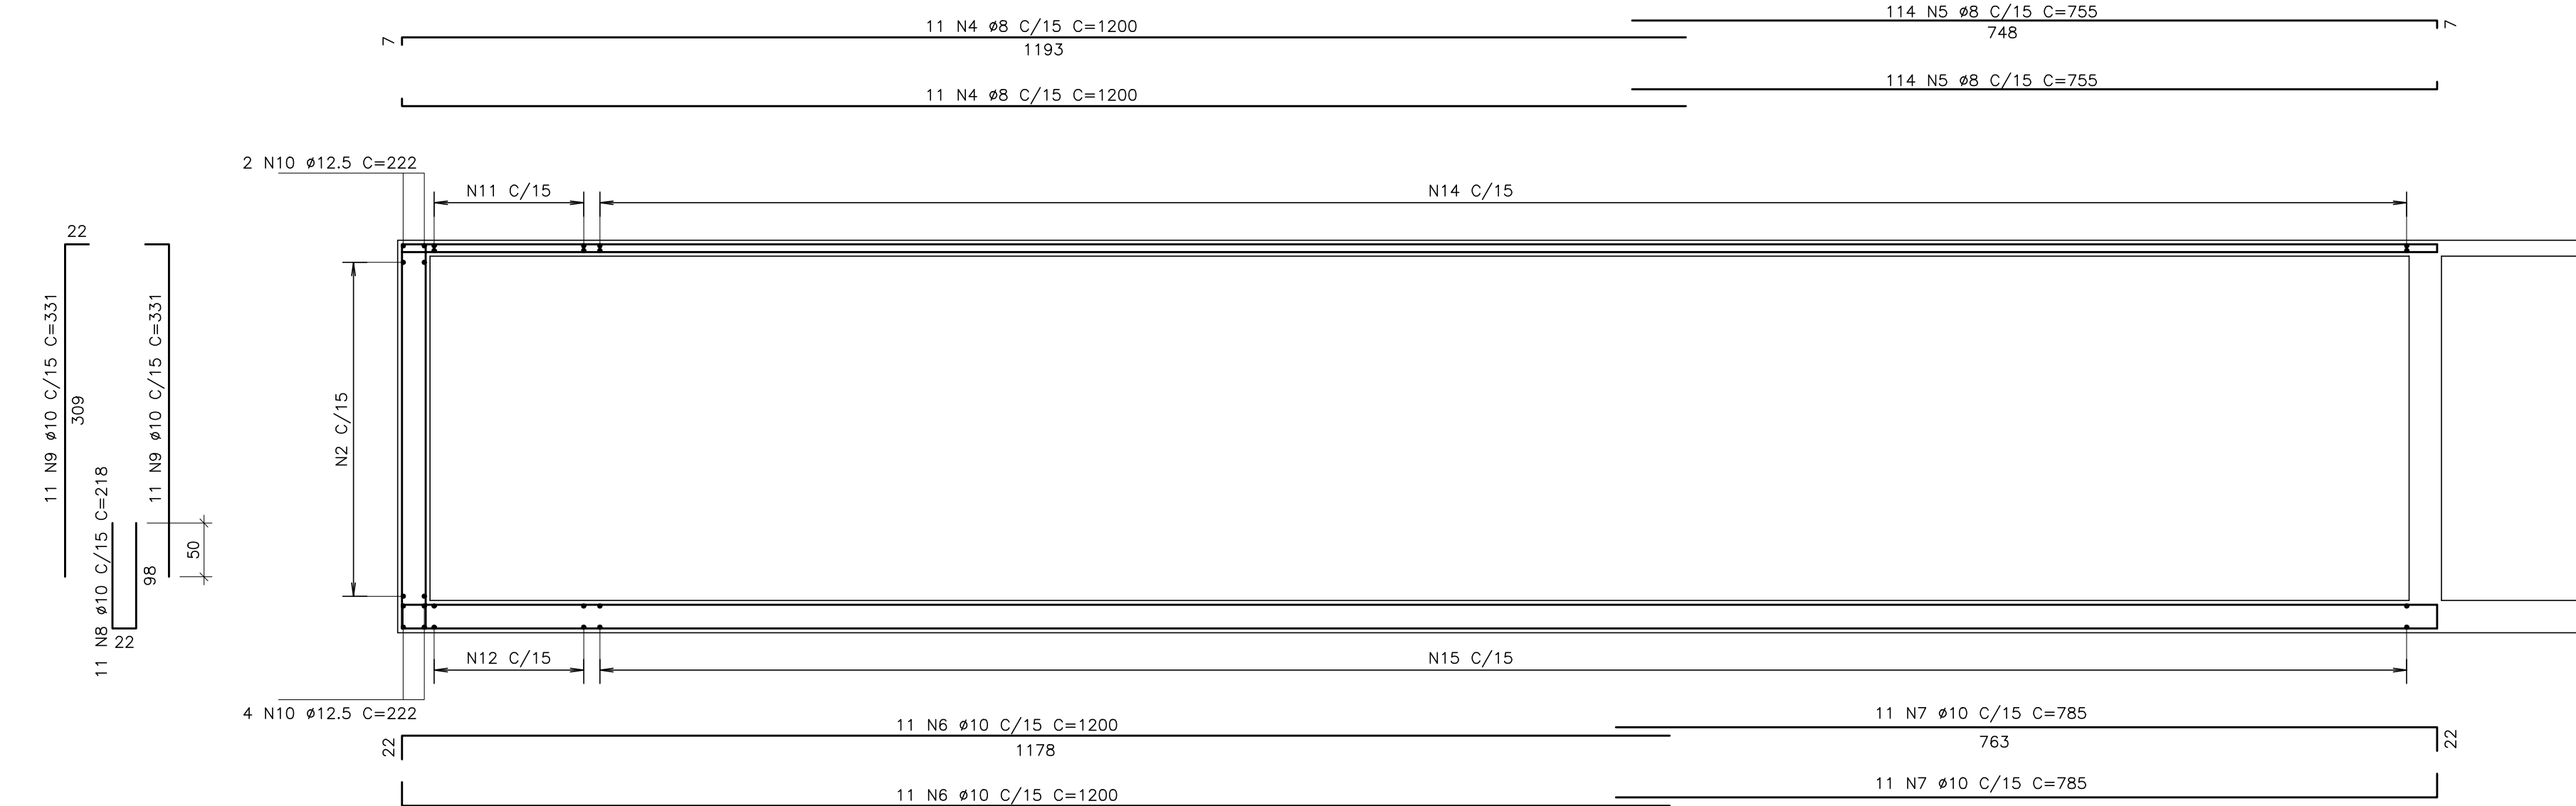 114 N5 ø8 C/15 C=755
748
7
11 N4 ø8 C/15 C=1200
1193
7
114 N5 ø8 C/15 C=755
11 N4 ø8 C/15 C=1200
2 N10 ø12.5 C=222
N11 C/15
N14 C/15
22
11 N9 ø10 C/15 C=331
309
11 N9 ø10 C/15 C=331
11 N8 ø10 C/15 C=218
98
22
50
N2 C/15
N12 C/15
N15 C/15
4 N10 ø12.5 C=222
11 N6 ø10 C/15 C=1200
1178
22
11 N7 ø10 C/15 C=785
763
22
11 N7 ø10 C/15 C=785
11 N6 ø10 C/15 C=1200